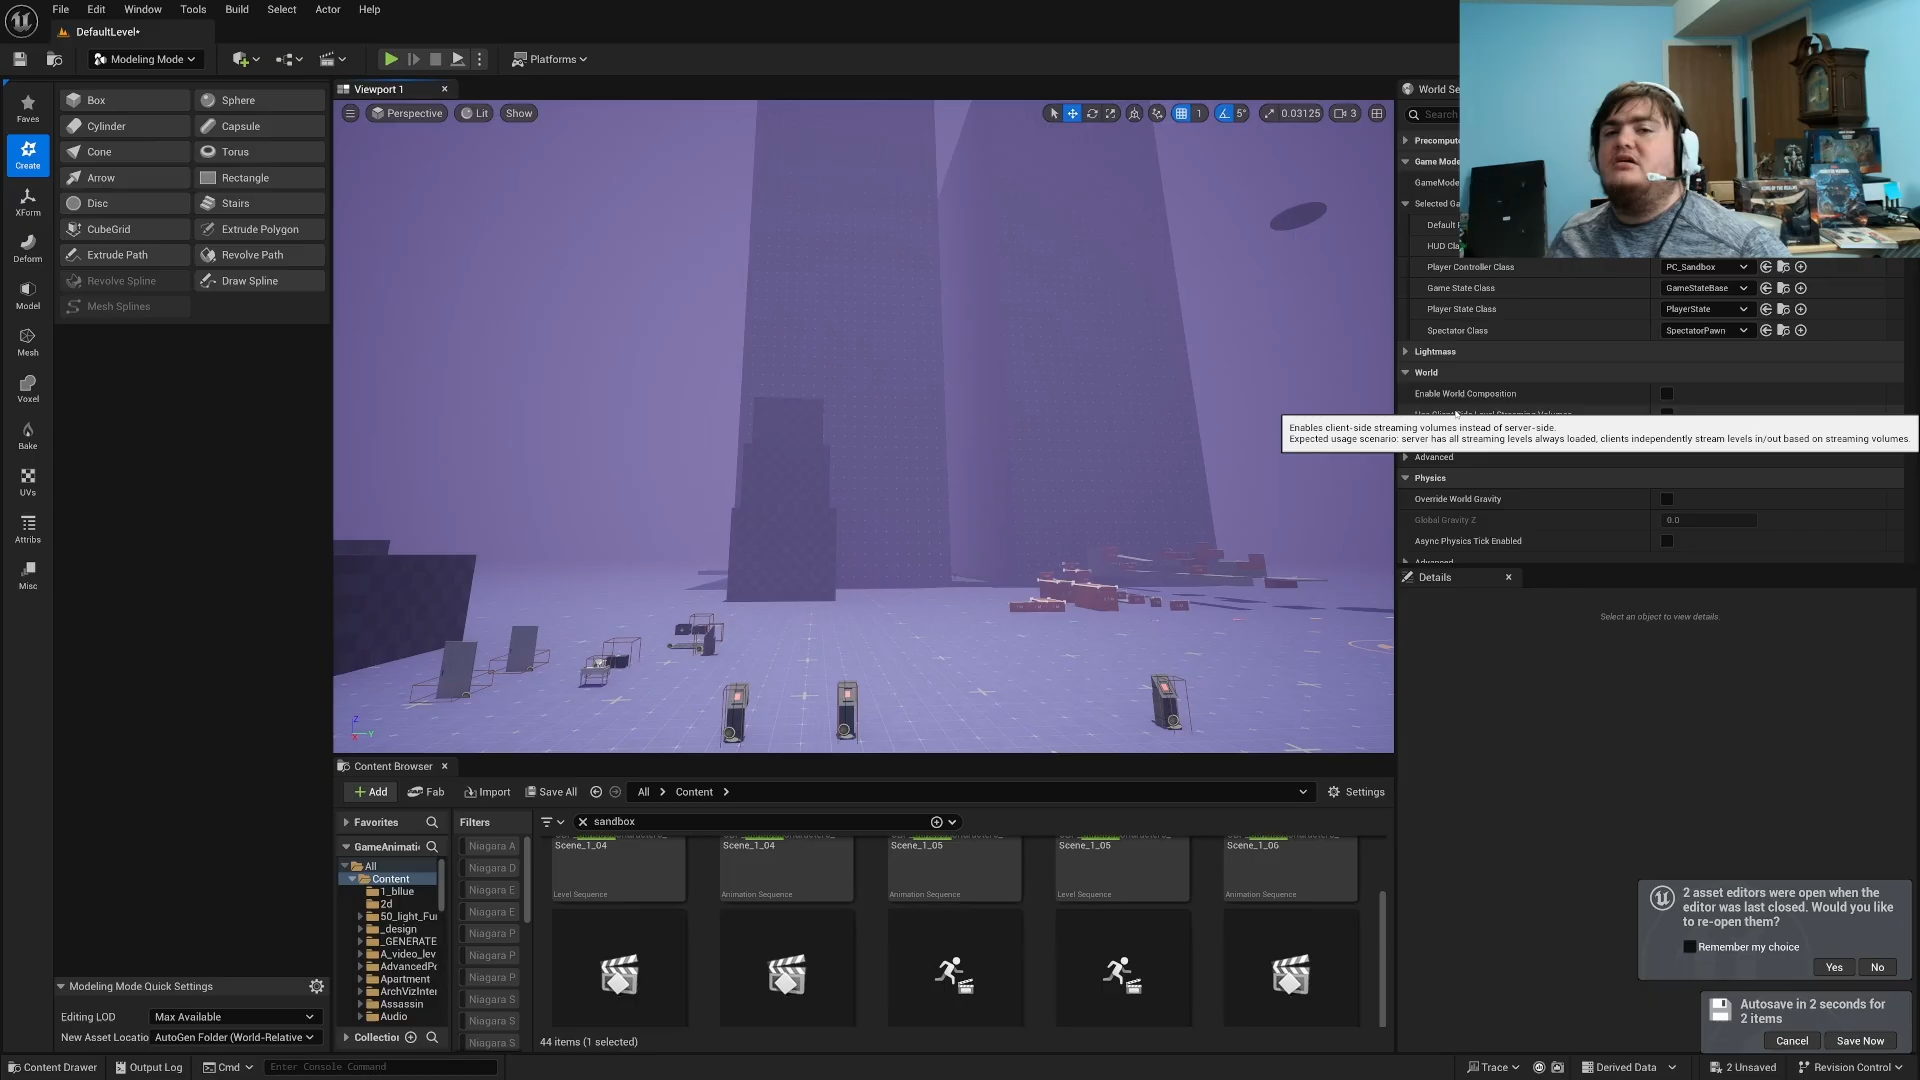 File Edit Window Tools Build Select Actor Help
DefaultLevel*
Modeling Mode
Platforms
Faves
Create
XForm
Deform
Model
Mesh
Voxel
Bake
UVs
Attribs
Misc
Box Sphere
Cylinder Capsule
Cone Torus
Arrow Rectangle
Disc Stairs
CubeGrid Extrude Polygon
Extrude Path Revolve Path
Revolve Spline Draw Spline
Mesh Splines
Modeling Mode Quick Settings
Editing LOD Max Available
New Asset Locatio AutoGen Folder (World-Relative
Viewport 1
Perspective Lit Show
1 5° 0.03125 3
Z
Y
X
World Se
Search
Precompute
Game Mode
GameMode
Selected Ga
Default
HUD Cla
Player Controller Class PC_Sandbox
Game State Class GameStateBase
Player State Class PlayerState
Spectator Class SpectatorPawn
Lightmass
World
Enable World Composition
Use Client Side Level Streaming Volumes
Enables client-side streaming volumes instead of server-side.
Expected usage scenario: server has all streaming levels always loaded, clients independently stream levels in/out based on streaming volumes.
Advanced
Physics
Override World Gravity
Global Gravity Z 0.0
Async Physics Tick Enabled
Advanced
Details
Select an object to view details.
Content Browser
Add Fab Import Save All All Content Settings
Favorites
GameAnimati
All
Content
1_bllue
2d
50_light_Fu
_design
_GENERATE
A_video_lev
AdvancedPo
Apartment
ArchVizInter
Assassin
Audio
Collection
Filters
Niagara A
Niagara D
Niagara E
Niagara E
Niagara P
Niagara P
Niagara P
Niagara S
Niagara S
Niagara S
sandbox
Scene_1_04 Scene_1_04 Scene_1_05 Scene_1_05 Scene_1_06
Level Sequence Animation Sequence Animation Sequence Level Sequence Animation Sequence
44 items (1 selected)
2 asset editors were open when the
editor was last closed. Would you like
to re-open them?
Remember my choice
Yes No
Autosave in 2 seconds for
2 items
Cancel Save Now
Content Drawer Output Log Cmd Enter Console Command
Trace Derived Data 2 Unsaved Revision Control